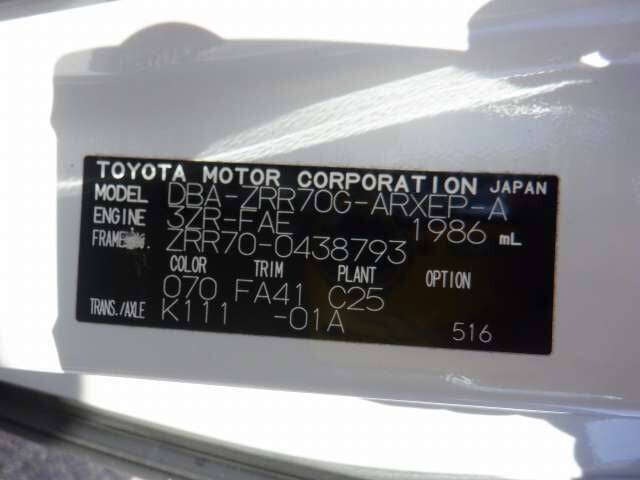 TOYOTA MOTOR CORPORATION JAPAN
MODEL DBA-ZRR70G-ARXEP-A
ENGINE 3ZR-FAE 1986 mL
ZRR70-0438793
COLOR TRIM PLANT OPTION
070 FA41 C25
TRANS./AXLE K111 -01A
516